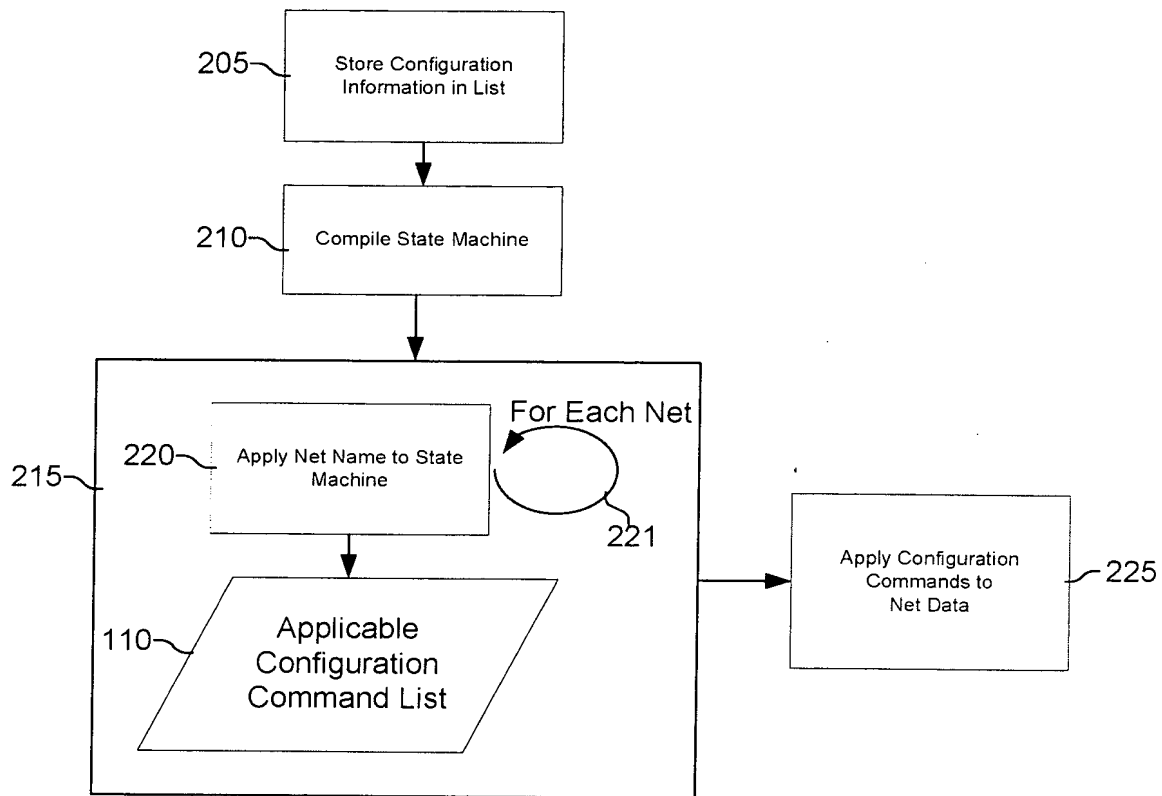 205
Store Configuration
Information in List
210
Compile State Machine
For Each Net
220
Apply Net Name to State
Machine
215
221
Apply Configuration
Commands to
Net Data
225
110
Applicable
Configuration
Command List